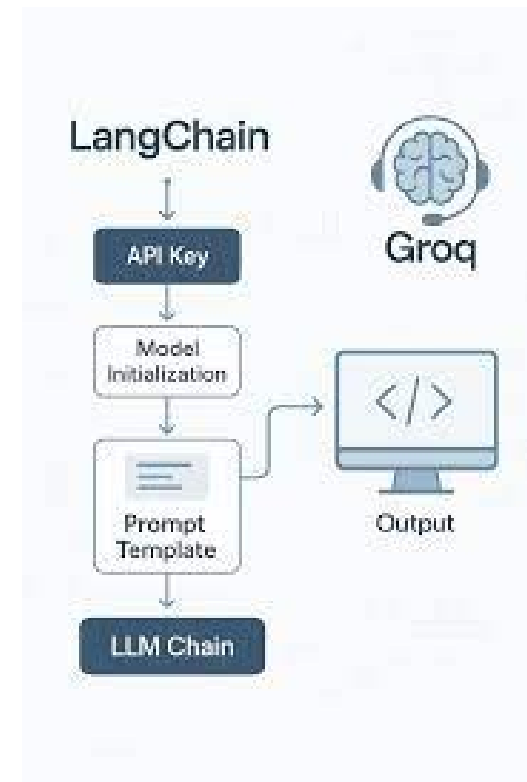 LangChain
Groq
API Key
Model
Initialization
</>
Prompt
Template
Output
LLM Chain